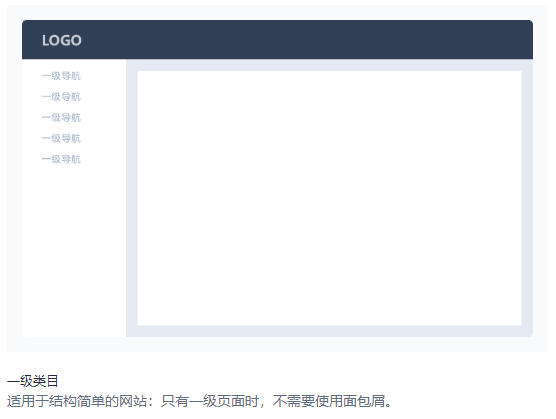 LOGO
一级导航
一级导航
一级导航
一级导航
一级导航
一级类目
适用于结构简单的网站：只有一级页面时，不需要使用面包屑。